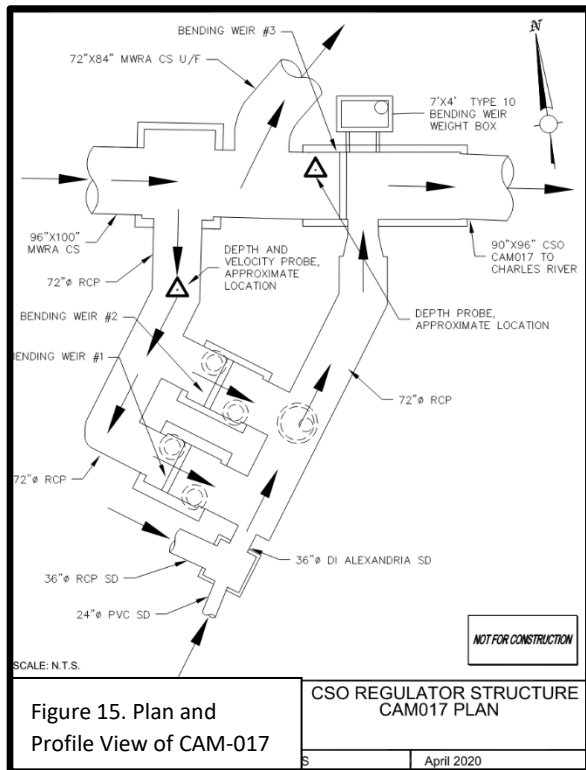 BENDING WEIR #3
72"X84" MWRA CS U/F
N
7'X4' TYPE 10
BENDING WEIR
WEIGHT BOX
96"X100"
MWRA CS
72"ø RCP
DEPTH AND
VELOCITY PROBE,
APPROXIMATE
LOCATION
90"X96" CSO
CAM017 TO
CHARLES RIVER
BENDING WEIR #2
DEPTH PROBE,
APPROXIMATE LOCATION
BENDING WEIR #1
72"ø RCP
72"ø RCP
36"ø DI ALEXANDRIA SD
36"ø RCP SD
24"ø PVC SD
NOT FOR CONSTRUCTION
SCALE: N.T.S.
Figure 15. Plan and
Profile View of CAM-017
CSO REGULATOR STRUCTURE
CAM017 PLAN
S
April 2020